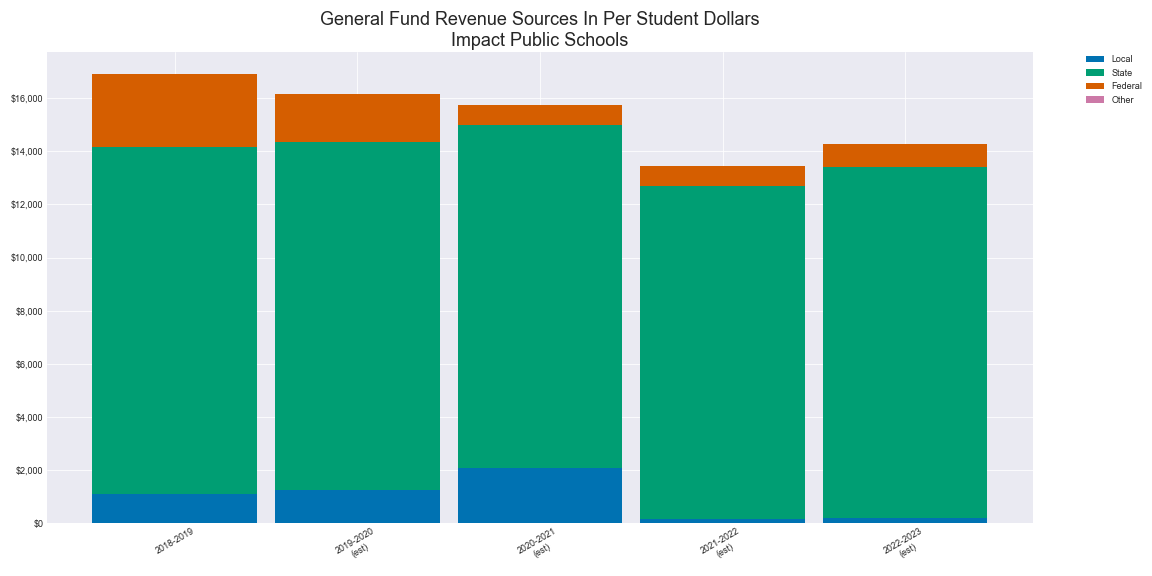 General Fund Revenue Sources In Per Student Dollars
Impact Public Schools
Local
State
Federal
Other
$16,000
$14,000
$12,000
$10,000
$8,000
$6,000
$4,000
$2,000
$0
2018-2019
2019-2020
(est)
2020-2021
(est)
2021-2022
(est)
2022-2023
(est)